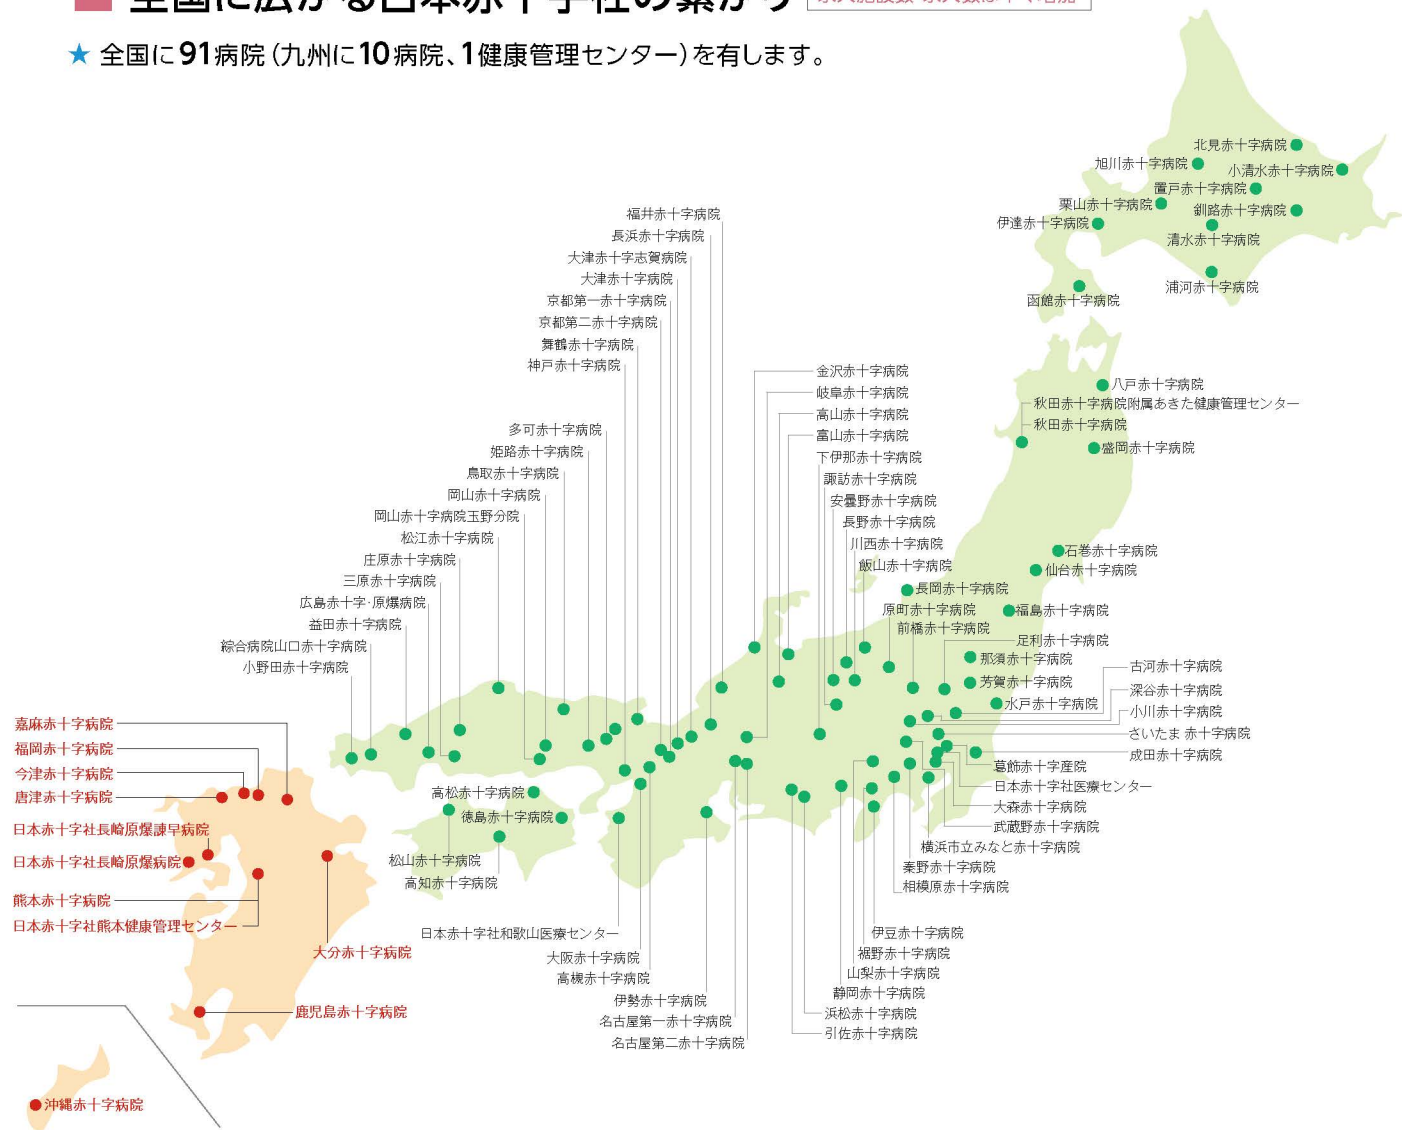 全国に広がる日本赤十字社の繋がり
★ 全国に91病院（九州に10病院、1健康管理センター）を有します。
北見赤十字病院
旭川赤十字病院
小清水赤十字病院
置戸赤十字病院
栗山赤十字病院
釧路赤十字病院
伊達赤十字病院
清水赤十字病院
浦河赤十字病院
函館赤十字病院
福井赤十字病院
長浜赤十字病院
大津赤十字志賀病院
大津赤十字病院
京都第一赤十字病院
京都第二赤十字病院
舞鶴赤十字病院
神戸赤十字病院
多可赤十字病院
姫路赤十字病院
鳥取赤十字病院
岡山赤十字病院
岡山赤十字病院玉野分院
松江赤十字病院
庄原赤十字病院
三原赤十字病院
広島赤十字･原爆病院
益田赤十字病院
綜合病院山口赤十字病院
小野田赤十字病院
金沢赤十字病院
岐阜赤十字病院
高山赤十字病院
富山赤十字病院
下伊那赤十字病院
諏訪赤十字病院
安曇野赤十字病院
長野赤十字病院
川西赤十字病院
飯山赤十字病院
長岡赤十字病院
原町赤十字病院
前橋赤十字病院
八戸赤十字病院
秋田赤十字病院附属あきた健康管理センター
秋田赤十字病院
盛岡赤十字病院
石巻赤十字病院
仙台赤十字病院
福島赤十字病院
足利赤十字病院
那須赤十字病院
芳賀赤十字病院
水戸赤十字病院
古河赤十字病院
深谷赤十字病院
小川赤十字病院
さいたま 赤十字病院
成田赤十字病院
葛飾赤十字産院
日本赤十字社医療センター
大森赤十字病院
武蔵野赤十字病院
横浜市立みなと赤十字病院
秦野赤十字病院
相模原赤十字病院
伊豆赤十字病院
裾野赤十字病院
山梨赤十字病院
静岡赤十字病院
浜松赤十字病院
引佐赤十字病院
高松赤十字病院
徳島赤十字病院
松山赤十字病院
高知赤十字病院
日本赤十字社和歌山医療センター
大阪赤十字病院
高槻赤十字病院
伊勢赤十字病院
名古屋第一赤十字病院
名古屋第二赤十字病院
嘉麻赤十字病院
福岡赤十字病院
今津赤十字病院
唐津赤十字病院
日本赤十字社長崎原爆諫早病院
日本赤十字社長崎原爆病院
熊本赤十字病院
日本赤十字社熊本健康管理センター
大分赤十字病院
鹿児島赤十字病院
沖縄赤十字病院